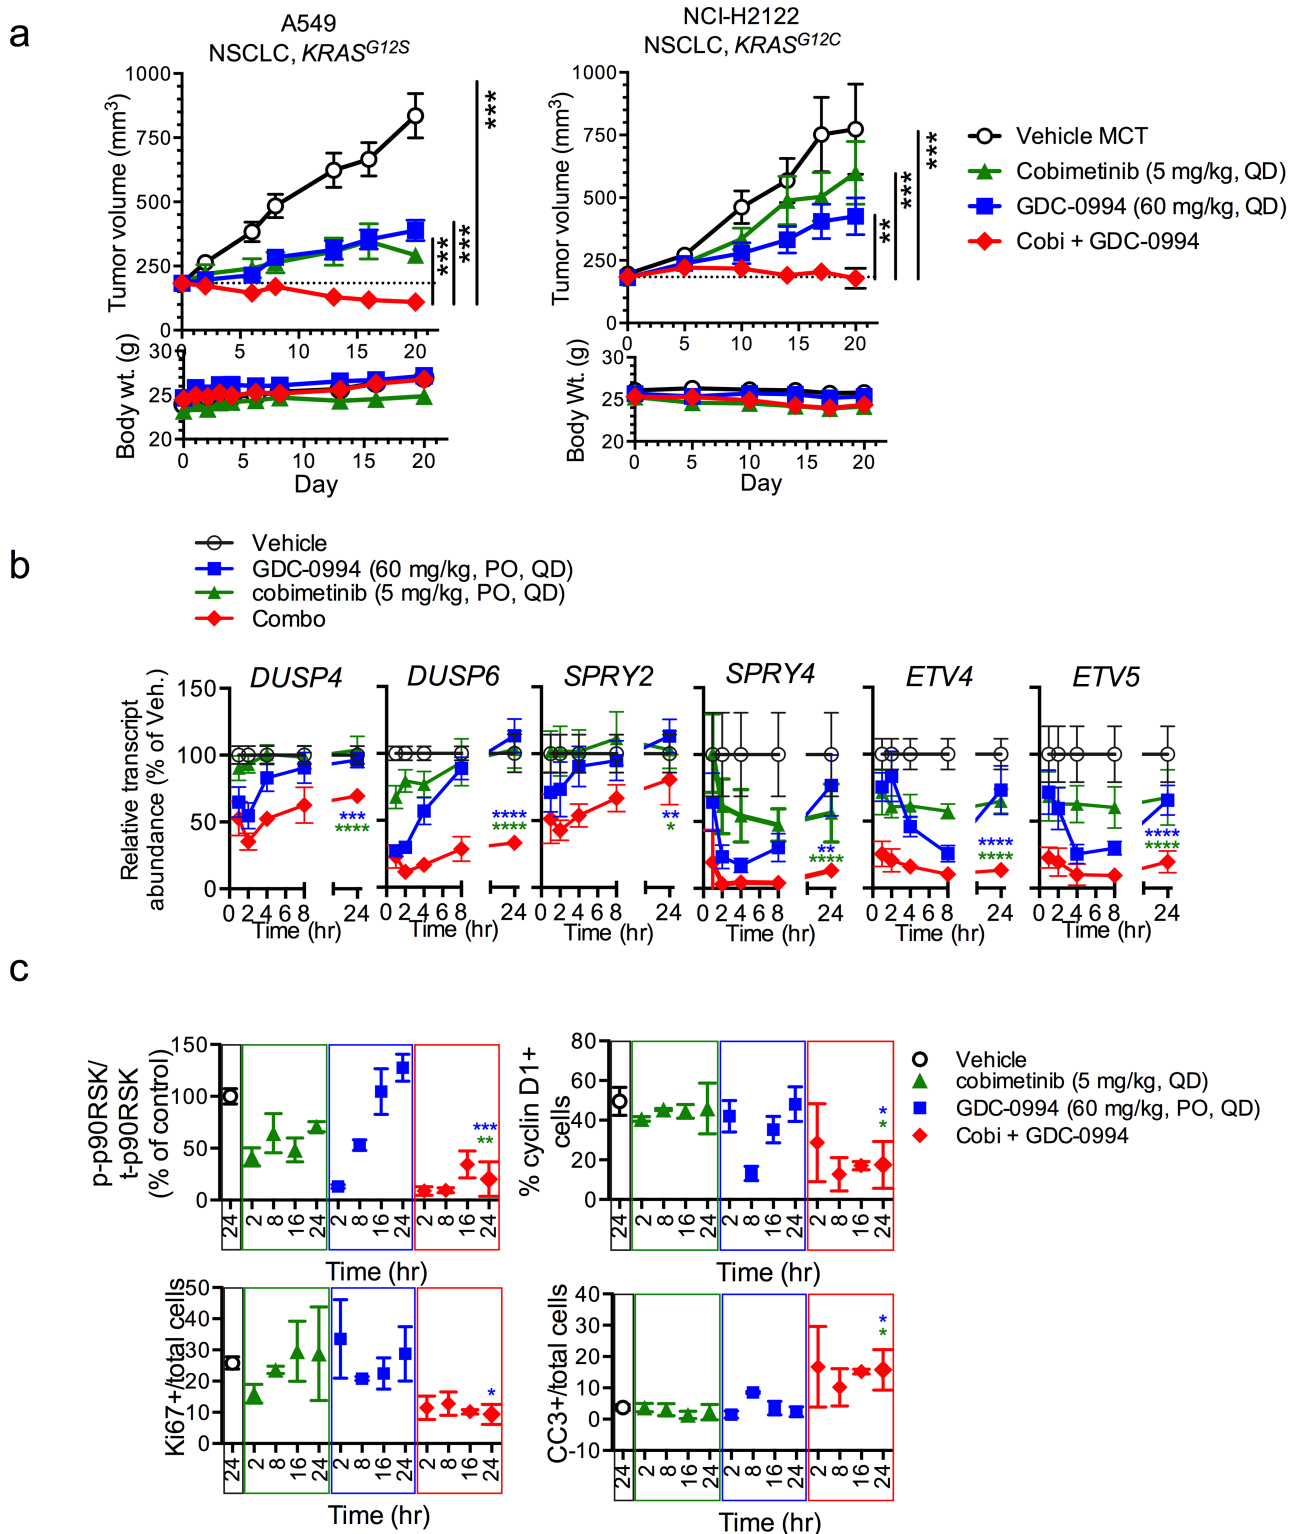 a
A549
NSCLC, KRAS^G12S
NCI-H2122
NSCLC, KRAS^G12C
Tumor volume (mm³)
1000
750
500
250
0
0 5 10 15 20
***
***
***
Body wt. (g)
30
25
20
0 5 10 15 20
Day
Tumor volume (mm³)
1000
750
500
250
0
0 5 10 15 20
**
***
***
Body Wt. (g)
30
25
20
0 5 10 15 20
Day
Vehicle MCT
Cobimetinib (5 mg/kg, QD)
GDC-0994 (60 mg/kg, QD)
Cobi + GDC-0994
b
Vehicle
GDC-0994 (60 mg/kg, PO, QD)
cobimetinib (5 mg/kg, PO, QD)
Combo
Relative transcript
abundance (% of Veh.)
150
100
50
0
DUSP4
***
****
0 2 4 6 8 24
Time (hr)
DUSP6
****
****
0 2 4 6 8 24
Time (hr)
SPRY2
**
*
0 2 4 6 8 24
Time (hr)
SPRY4
**
****
0 2 4 6 8 24
Time (hr)
ETV4
****
****
0 2 4 6 8 24
Time (hr)
ETV5
****
****
0 2 4 6 8 24
Time (hr)
c
p-p90RSK/
t-p90RSK
(% of control)
150
100
50
0
***
**
24 2 8 16 24 2 8 16 24 2 8 16 24
Time (hr)
% cyclin D1+
cells
80
60
40
20
0
*
*
24 2 8 16 24 2 8 16 24 2 8 16 24
Time (hr)
Vehicle
cobimetinib (5 mg/kg, QD)
GDC-0994 (60 mg/kg, PO, QD)
Cobi + GDC-0994
Ki67+/total cells
50
40
30
20
10
0
*
24 2 8 16 24 2 8 16 24 2 8 16 24
Time (hr)
CC3+/total cells
40
30
20
10
0
-10
*
*
24 2 8 16 24 2 8 16 24 2 8 16 24
Time (hr)